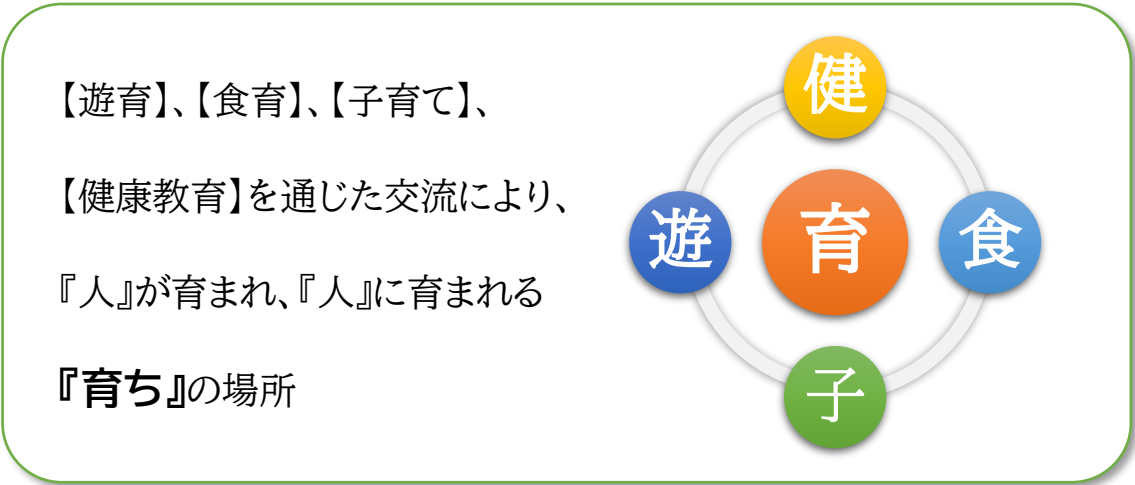 【遊育】、【食育】、【子育て】、
【健康教育】を通じた交流により、
『人』が育まれ、『人』に育まれる
『育ち』の場所
健
遊
育
食
子